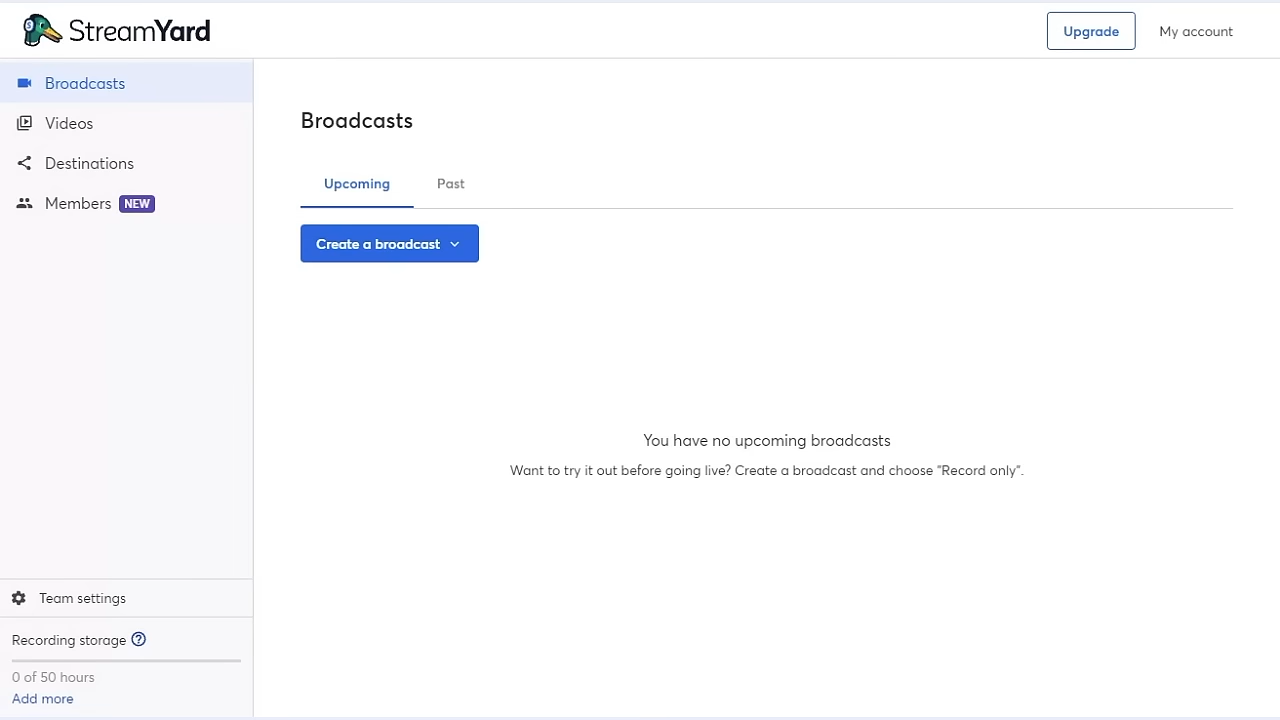 StreamYard
Upgrade
My account
Broadcasts
Videos
Destinations
Members NEW
Broadcasts
Upcoming
Past
Create a broadcast
You have no upcoming broadcasts
Want to try it out before going live? Create a broadcast and choose "Record only".
Team settings
Recording storage
0 of 50 hours
Add more